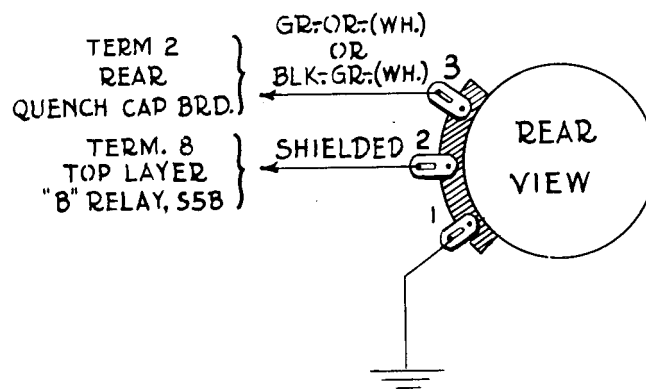 TERM 2
REAR
QUENCH CAP BRD.
GR-OR-(WH.)
OR
BLK-GR-(WH.)
3
TERM. 8
TOP LAYER
"B" RELAY, S5B
SHIELDED 2
1
REAR
VIEW